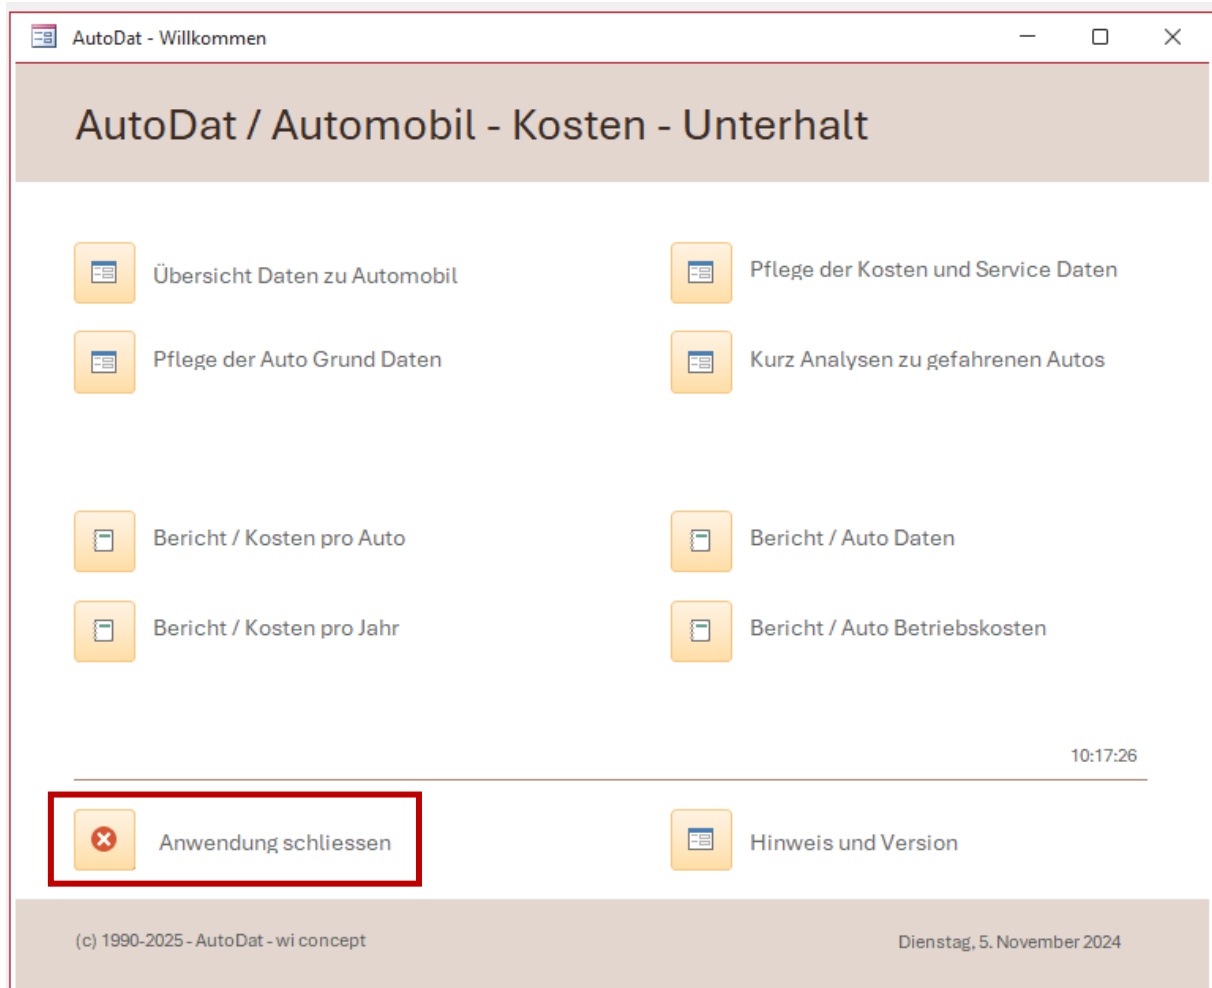 AutoDat - Willkommen
AutoDat / Automobil - Kosten - Unterhalt
Übersicht Daten zu Automobil
Pflege der Kosten und Service Daten
Pflege der Auto Grund Daten
Kurz Analysen zu gefahrenen Autos
Bericht / Kosten pro Auto
Bericht / Auto Daten
Bericht / Kosten pro Jahr
Bericht / Auto Betriebskosten
10:17:26
Anwendung schliessen
Hinweis und Version
(c) 1990-2025 - AutoDat - wi concept
Dienstag, 5. November 2024